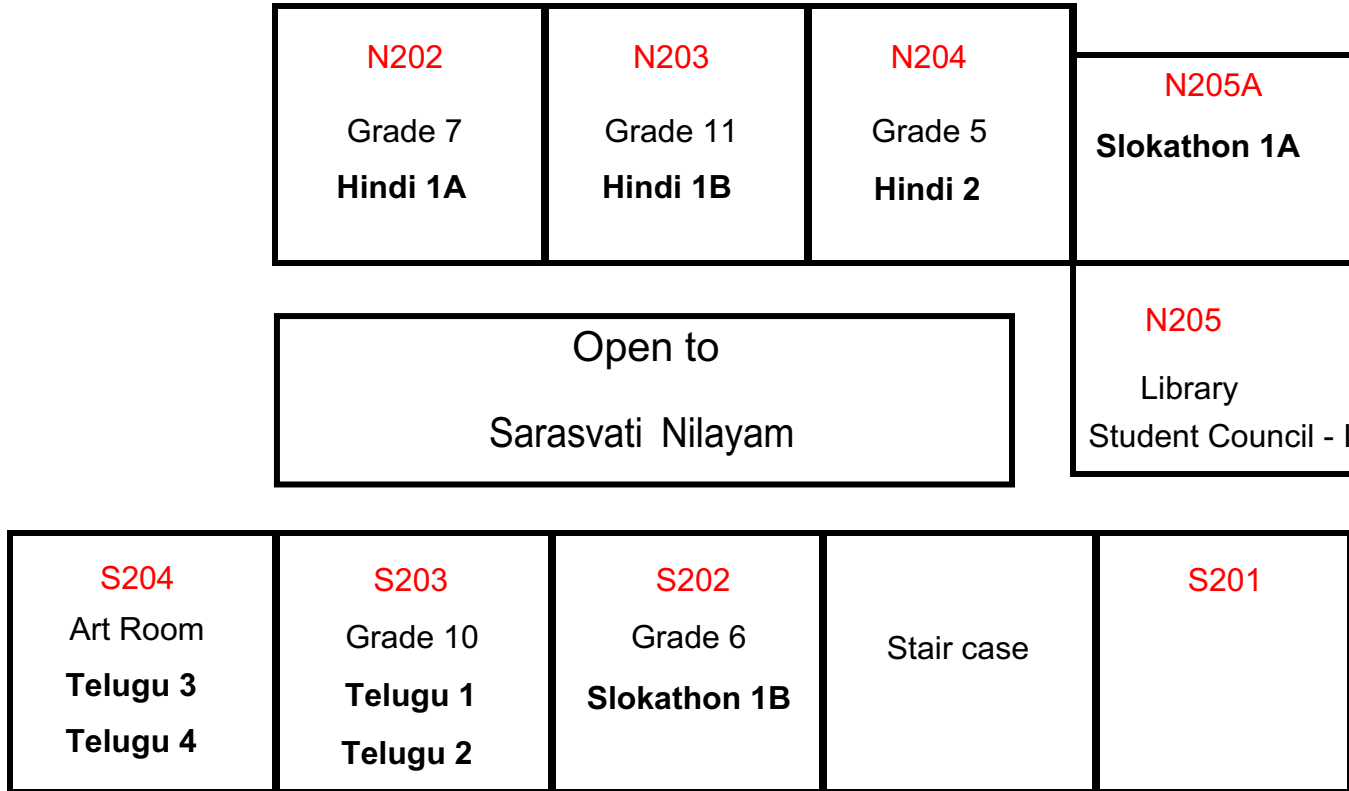 N202
Grade 7
Hindi 1A
N203
Grade 11
Hindi 1B
N204
Grade 5
Hindi 2
N205A
Slokathon 1A
Open to
Sarasvati Nilayam
N205
Library
Student Council -
S204
Art Room
Telugu 3
Telugu 4
S203
Grade 10
Telugu 1
Telugu 2
S202
Grade 6
Slokathon 1B
Stair case
S201